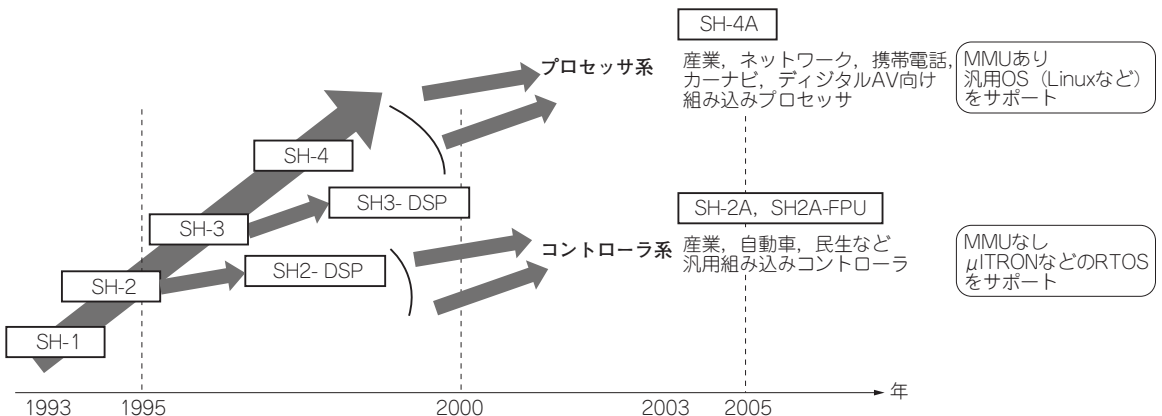 SH-4A
プロセッサ系
産業，ネットワーク，携帯電話，
カーナビ，ディジタルAV向け
組み込みプロセッサ
MMUあり
汎用OS（Linuxなど）
をサポート
SH-4
SH3- DSP
SH-3
SH-2A，SH2A-FPU
コントローラ系
産業，自動車，民生など
汎用組み込みコントローラ
MMUなし
μITRONなどのRTOS
をサポート
SH2- DSP
SH-2
SH-1
年
1993
1995
2000
2003
2005